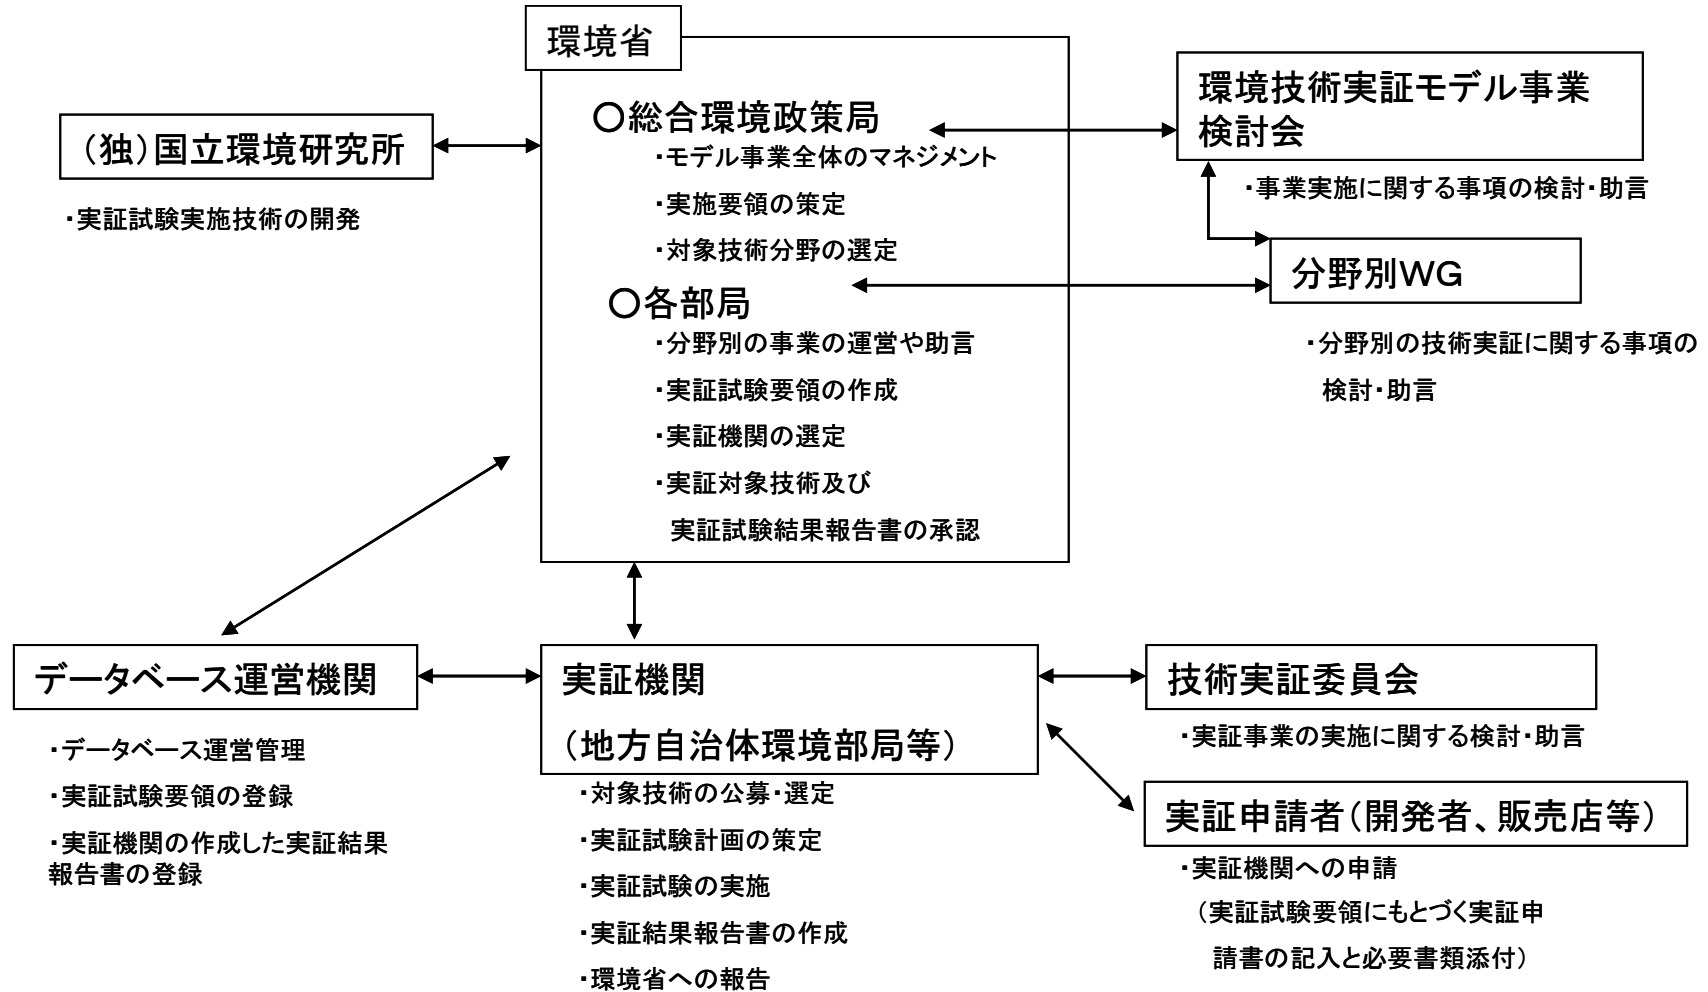 環境省
〇総合環境政策局
・モデル事業全体のマネジメント
・実施要領の策定
・対象技術分野の選定
〇各部局
・分野別の事業の運営や助言
・実証試験要領の作成
・実証機関の選定
・実証対象技術及び
実証試験結果報告書の承認
（独）国立環境研究所
・実証試験実施技術の開発
環境技術実証モデル事業
検討会
・事業実施に関する事項の検討・助言
分野別WG
・分野別の技術実証に関する事項の
検討・助言
データベース運営機関
・データベース運営管理
・実証試験要領の登録
・実証機関の作成した実証結果
報告書の登録
実証機関
（地方自治体環境部局等）
・対象技術の公募・選定
・実証試験計画の策定
・実証試験の実施
・実証結果報告書の作成
・環境省への報告
技術実証委員会
・実証事業の実施に関する検討・助言
実証申請者（開発者、販売店等）
・実証機関への申請
（実証試験要領にもとづく実証申
請書の記入と必要書類添付）